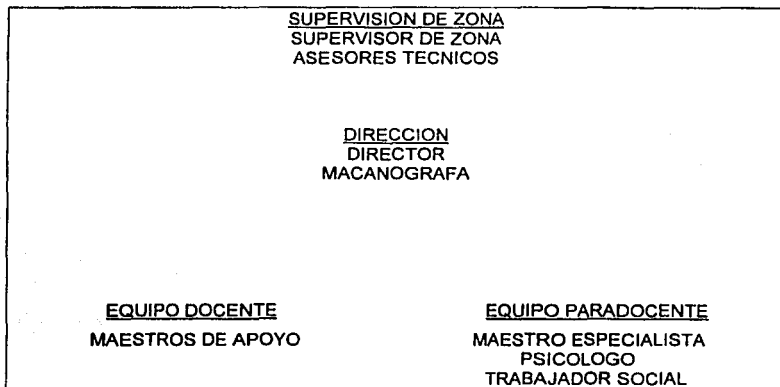 SUPERVISION DE ZONA
SUPERVISOR DE ZONA
ASESORES TECNICOS
DIRECCION
DIRECTOR
MACANOGRAFA
EQUIPO DOCENTE
MAESTROS DE APOYO
EQUIPO PARADOCENTE
MAESTRO ESPECIALISTA
PSICOLOGO
TRABAJADOR SOCIAL